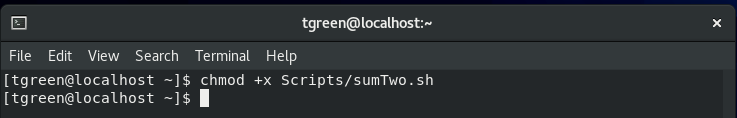 tgreen@localhost:~
File Edit View Search Terminal Help
[tgreen@localhost ~]$ chmod +x Scripts/sumTwo.sh
[tgreen@localhost ~]$